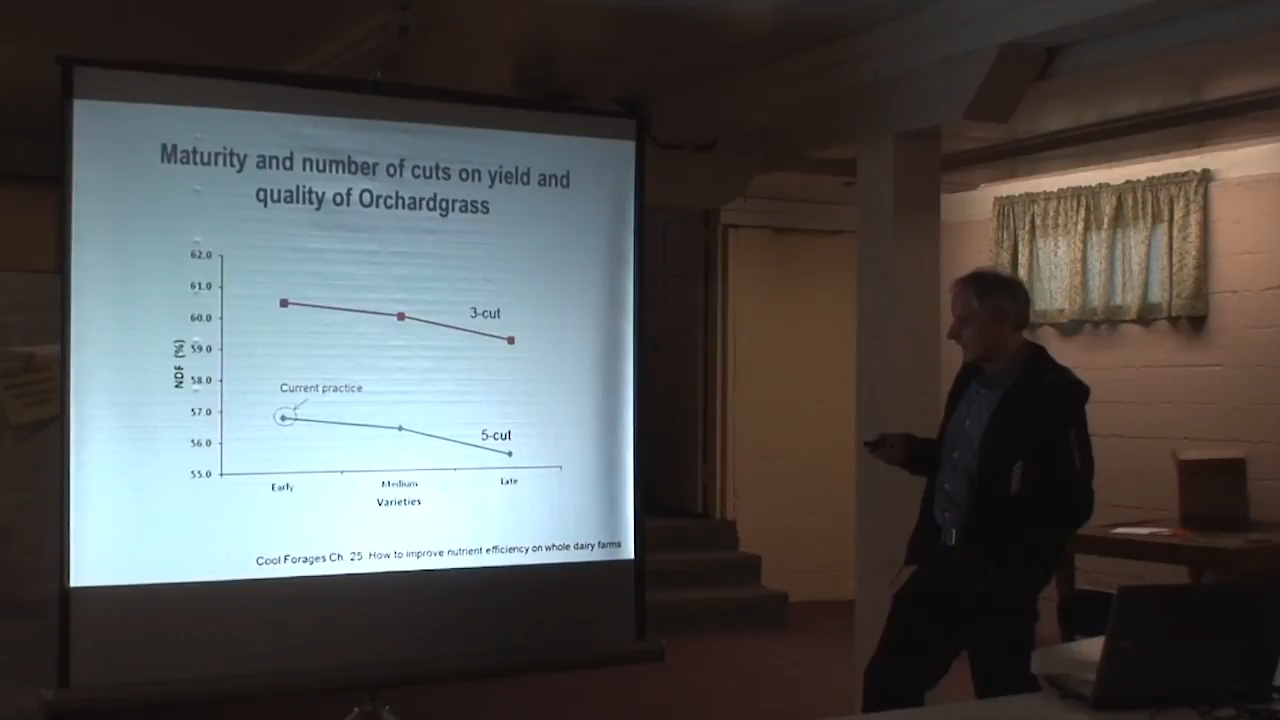 Maturity and number of cuts on yield and
quality of Orchardgrass
62.0
61.0
60.0
59.0
58.0
57.0
56.0
55.0
NDF (%)
3-cut
Current practice
5-cut
Early
Medium
Late
Varieties
Cool Forages Ch. 25 How to improve nutrient efficiency on whole dairy farms